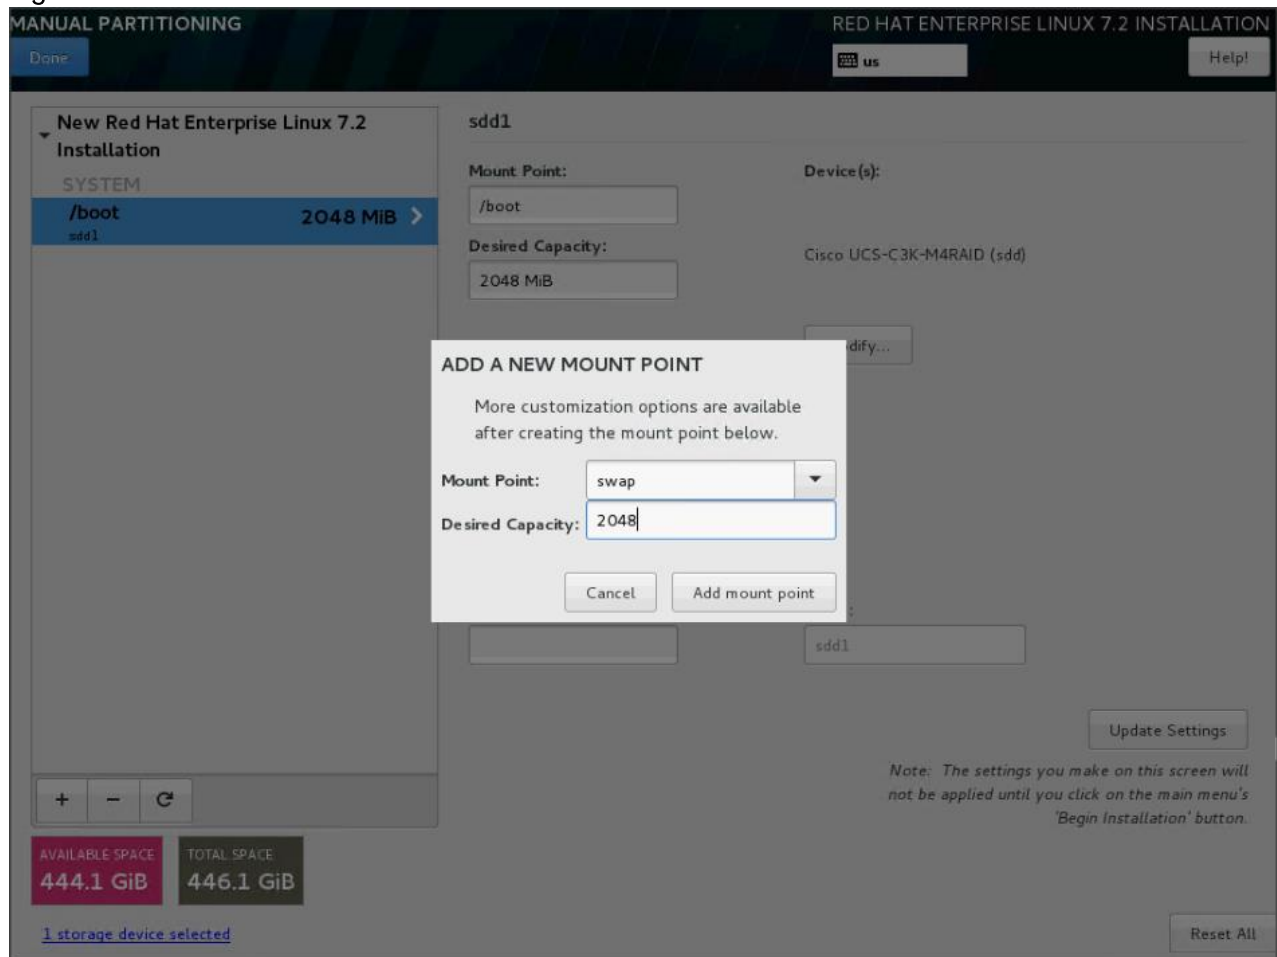 MANUAL PARTITIONING
RED HAT ENTERPRISE LINUX 7.2 INSTALLATION
Done
us
Help!
New Red Hat Enterprise Linux 7.2
Installation
SYSTEM
/boot
2048 MiB
sdd1
sdd1
Mount Point:
/boot
Desired Capacity:
2048 MiB
Device(s):
Cisco UCS-C3K-M4RAID (sdd)
dify...
ADD A NEW MOUNT POINT
More customization options are available
after creating the mount point below.
Mount Point:
swap
Desired Capacity:
2048
Cancel
Add mount point
:
sdd1
Update Settings
Note: The settings you make on this screen will
not be applied until you click on the main menu's
'Begin Installation' button.
+ −
AVAILABLE SPACE
444.1 GiB
TOTAL SPACE
446.1 GiB
1 storage device selected
Reset All